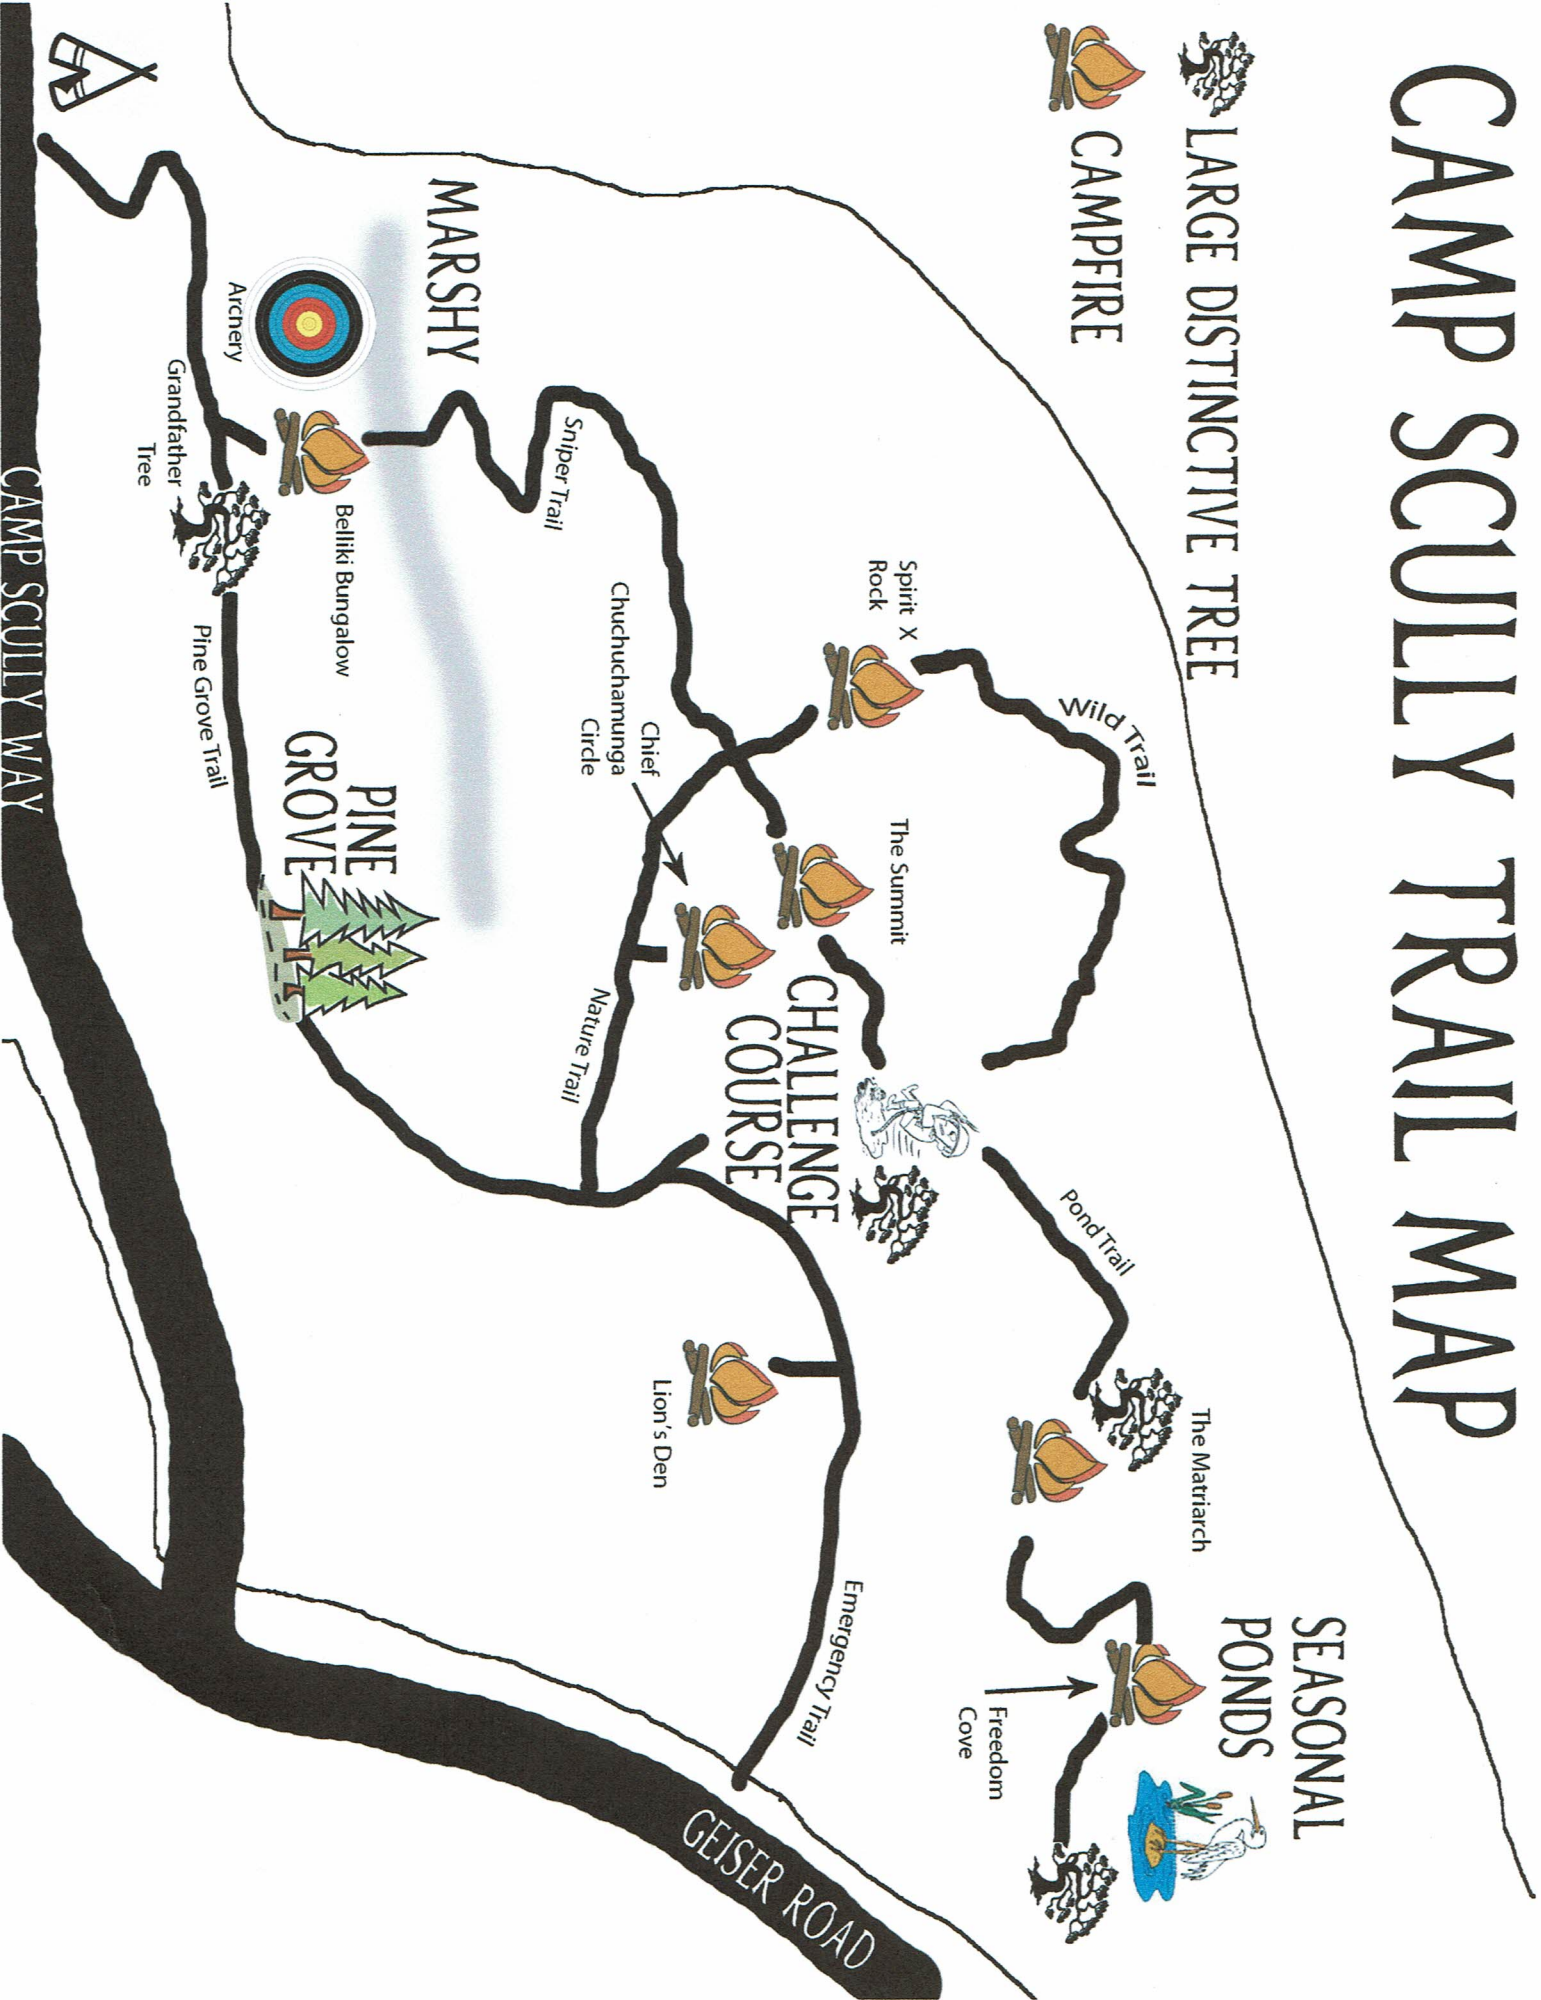 CAMP SCULLY TRAIL MAP
LARGE DISTINCTIVE TREE
CAMPFIRE
SEASONAL
PONDS
The Matriarch
Wild Trail
Pond Trail
Freedom
Cove
Spirit X
Rock
The Summit
CHALLENGE
COURSE
Emergency Trail
Lion's Den
Chief
Chuchuchamunga
Circle
Nature Trail
Sniper Trail
MARSHY
PINE
GROVE
Belliki Bungalow
Archery
Grandfather
Tree
Pine Grove Trail
GEISER ROAD
CAMP SCULLY WAY